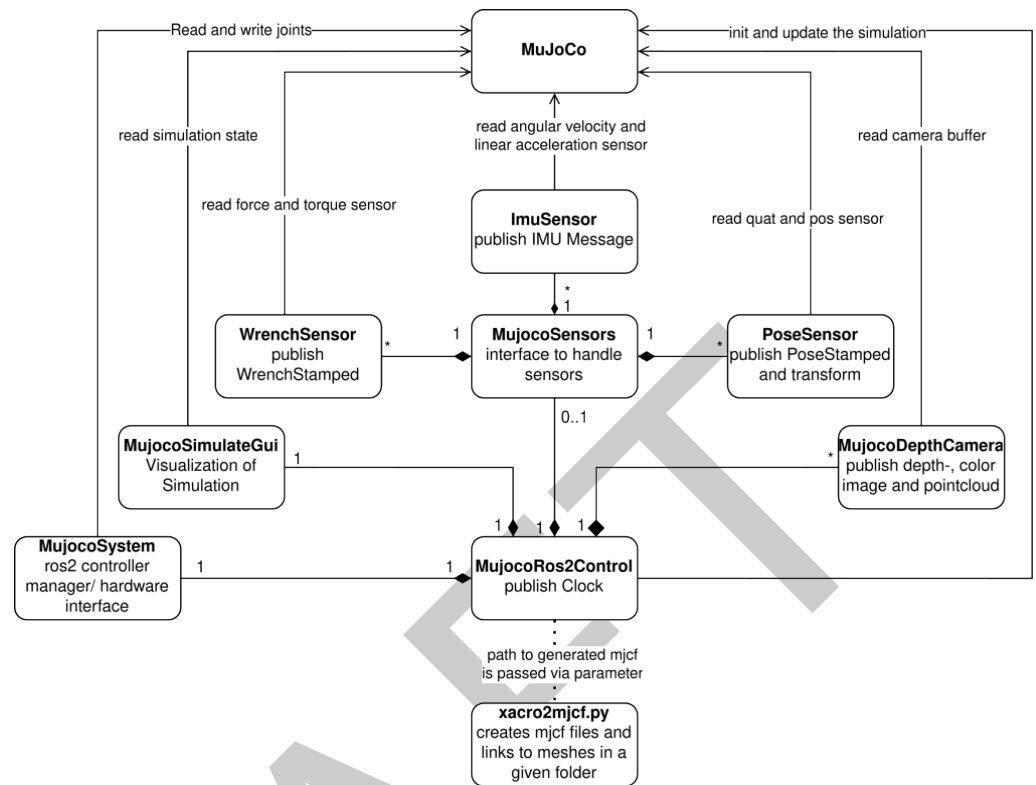 Read and write joints
MuJoCo
init and update the simulation
read simulation state
read angular velocity and
linear acceleration sensor
read camera buffer
read force and torque sensor
ImuSensor
publish IMU Message
read quat and pos sensor
*
1
WrenchSensor
publish
WrenchStamped
*
1
MujocoSensors
interface to handle
sensors
1
*
PoseSensor
publish PoseStamped
and transform
0..1
MujocoSimulateGui
Visualization of
Simulation
1
*
MujocoDepthCamera
publish depth-, color
image and pointcloud
1
1
1
MujocoSystem
ros2 controller
manager/ hardware
interface
1
1
MujocoRos2Control
publish Clock
path to generated mjcf
is passed via parameter
xacro2mjcf.py
creates mjcf files and
links to meshes in a
given folder